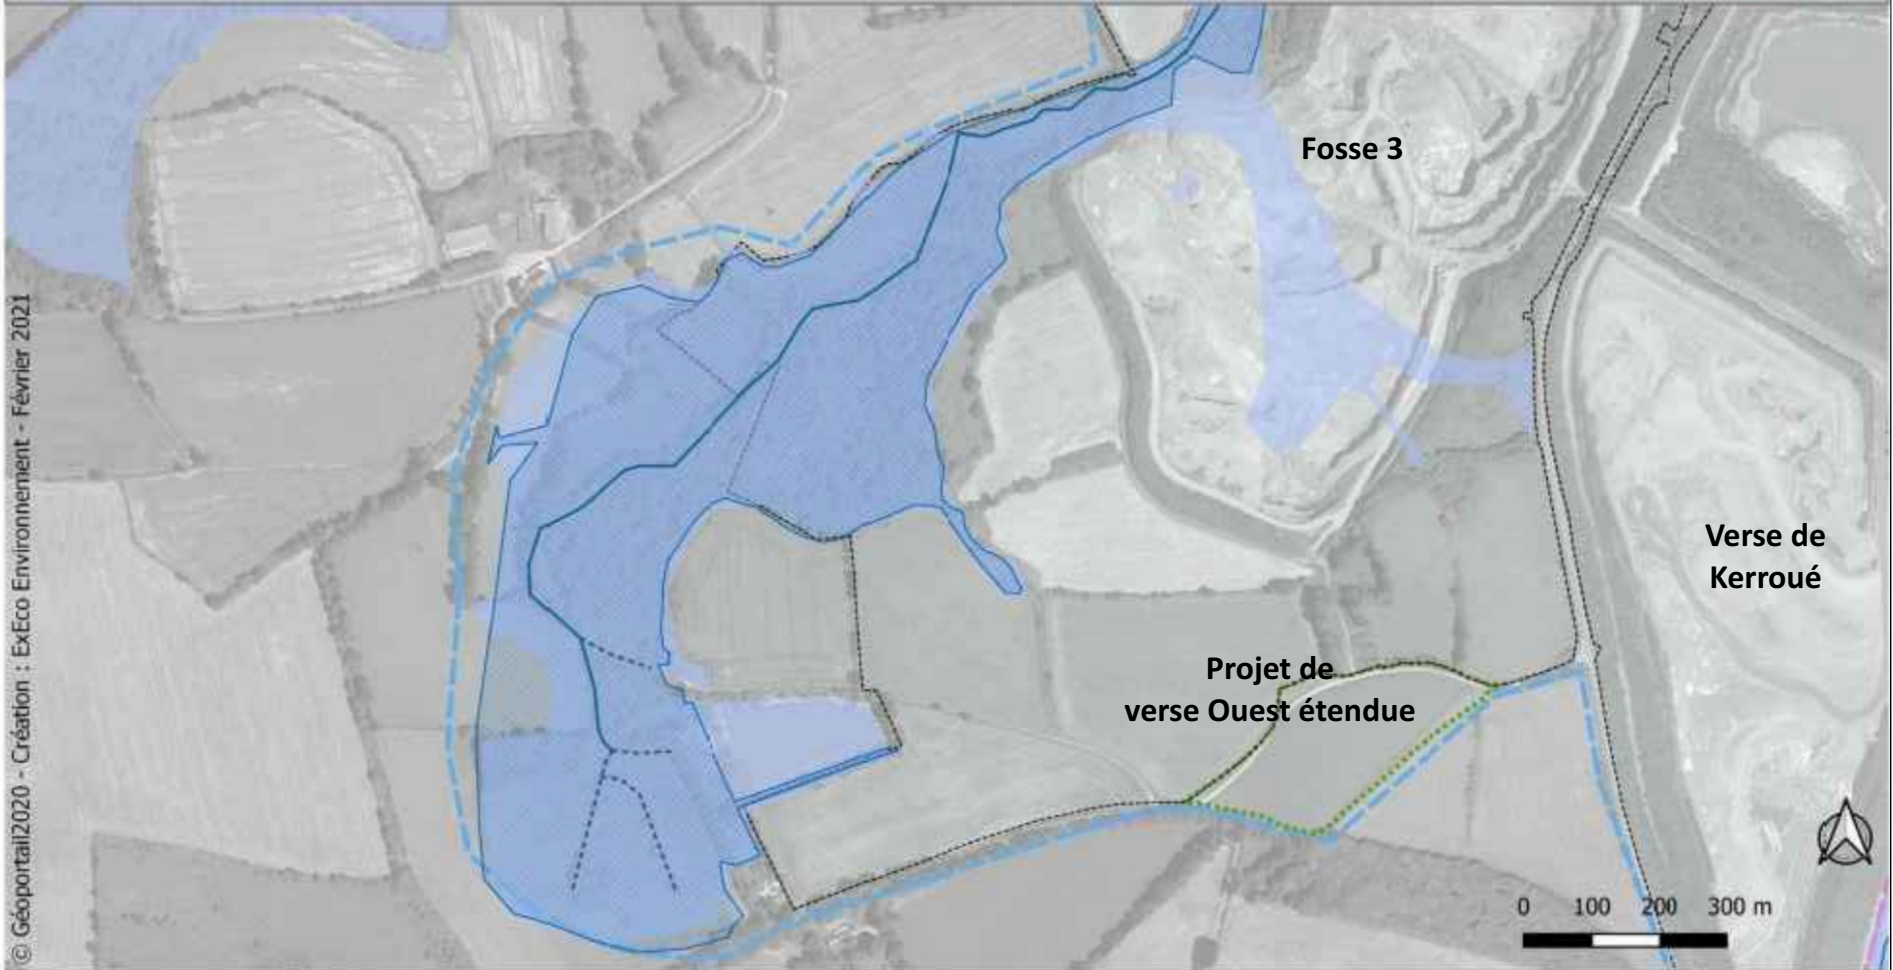 Fosse 3
Verse de
Kerroué
Projet de
verse Ouest étendue
0 100 200 300 m
© Géoportail2020 - Création : ExEco Environnement - Février 2021